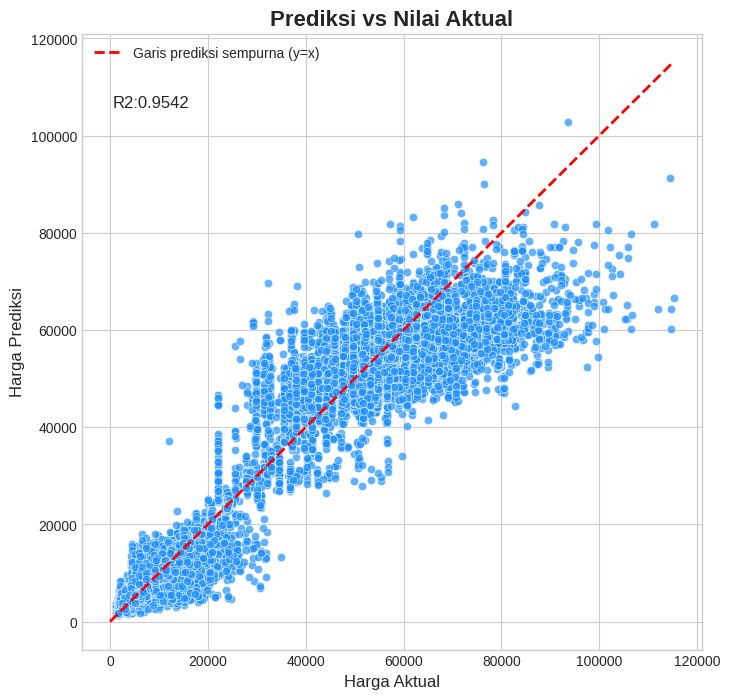 Prediksi vs Nilai Aktual
120000
Garis prediksi sempurna (y=x)
R2:0.9542
100000
80000
60000
40000
20000
0
Harga Prediksi
0 20000 40000 60000 80000 100000 120000
Harga Aktual